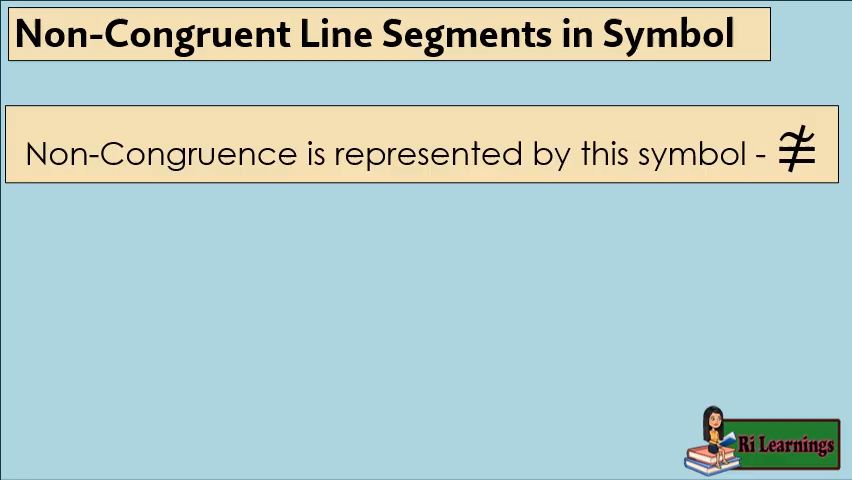 Non-Congruent Line Segments in Symbol
Non-Congruence is represented by this symbol - ≇
Ri Learnings